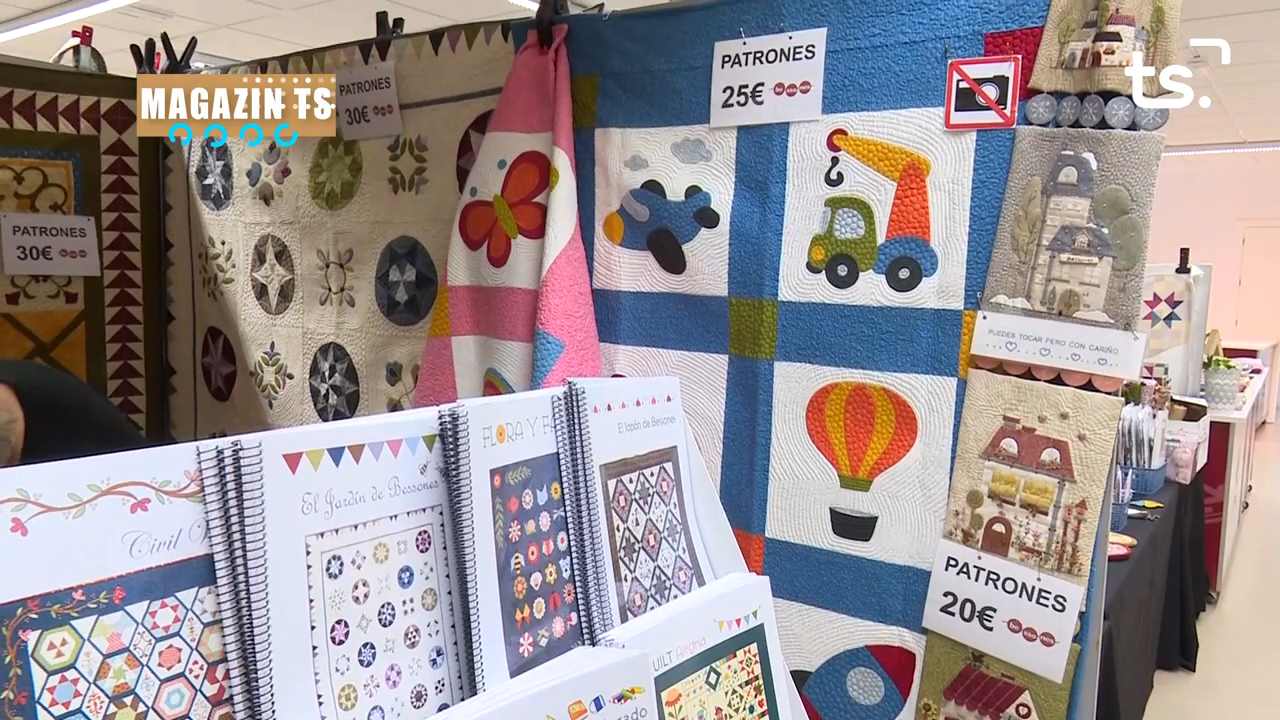 MAGAZIN TS
ts.
PATRONES
30€
PATRONES
25€
PATRONES
30€
PUEDES TOCAR PERO CON CARIÑO
PATRONES
20€
Civil
El Jardín de Bessones
FLORA Y
El Japón de Bessones
QUILT Alegría